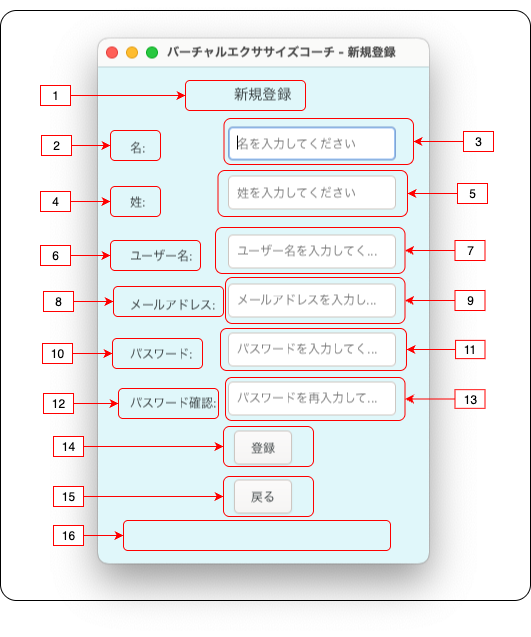 バーチャルエクササイズコーチ - 新規登録
1 新規登録
2 名: 名を入力してください 3
4 姓: 姓を入力してください 5
6 ユーザー名: ユーザー名を入力してく... 7
8 メールアドレス: メールアドレスを入力し... 9
10 パスワード: パスワードを入力してく... 11
12 パスワード確認: パスワードを再入力して... 13
14 登録
15 戻る
16